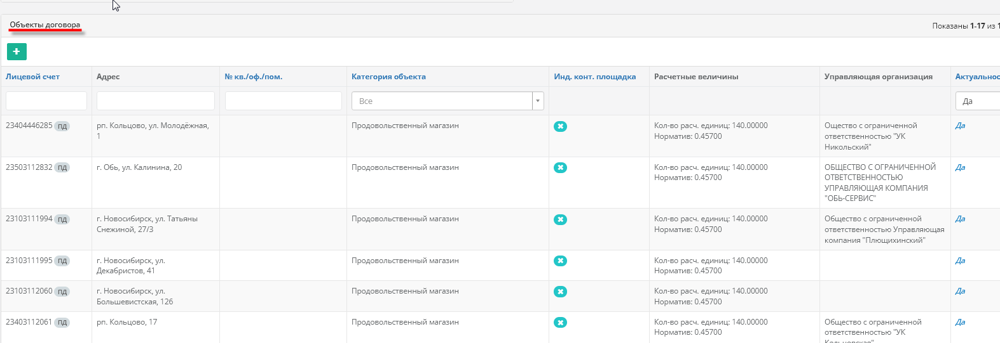 Объекты договора
Показаны 1-17 из 1
Лицевой счет Адрес № кв./оф./пом. Категория объекта Инд. конт. площадка Расчетные величины Управляющая организация Актуальнос
Все Да
23404446285 пд рп. Кольцово, ул. Молодёжная, Продовольственный магазин Кол-во расч. единиц: 140.00000 Ощество с ограниченной Да
1 Норматив: 0.45700 ответственностью "УК
Никольский"
23503112832 пд г. Обь, ул. Калинина, 20 Продовольственный магазин Кол-во расч. единиц: 140.00000 ОБЩЕСТВО С ОГРАНИЧЕННОЙ Да
Норматив: 0.45700 ОТВЕТСТВЕННОСТЬЮ
УПРАВЛЯЮЩАЯ КОМПАНИЯ
"ОБЬ-СЕРВИС"
23103111994 пд г. Новосибирск, ул. Татьяны Продовольственный магазин Кол-во расч. единиц: 140.00000 Общество с ограниченной Да
Снежиной, 27/3 Норматив: 0.45700 ответственностью Управляющая
компания "Плющихинский"
23103111995 пд г. Новосибирск, ул. Продовольственный магазин Кол-во расч. единиц: 140.00000 Да
Декабристов, 41 Норматив: 0.45700
23103112060 пд г. Новосибирск, ул. Продовольственный магазин Кол-во расч. единиц: 140.00000 Да
Большевистская, 126 Норматив: 0.45700
23403112061 пд рп. Кольцово, 17 Продовольственный магазин Кол-во расч. единиц: 140.00000 Общество с ограниченной Да
Норматив: 0.45700 ответственностью "УК
Кольцовская"